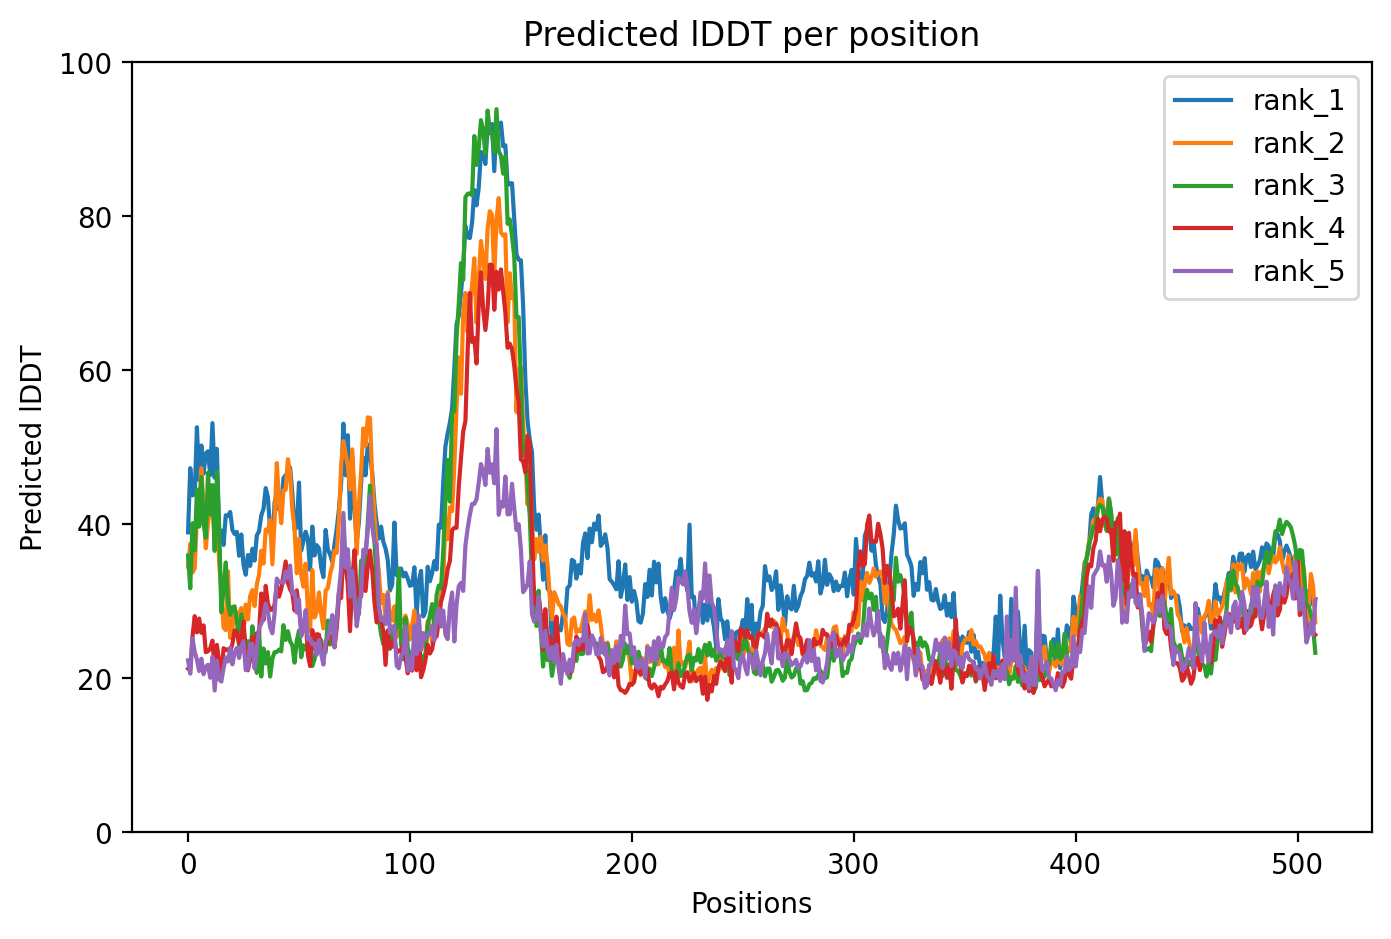 Predicted lDDT per position
100
80
60
40
20
0
Predicted lDDT
0 100 200 300 400 500
Positions
rank_1
rank_2
rank_3
rank_4
rank_5